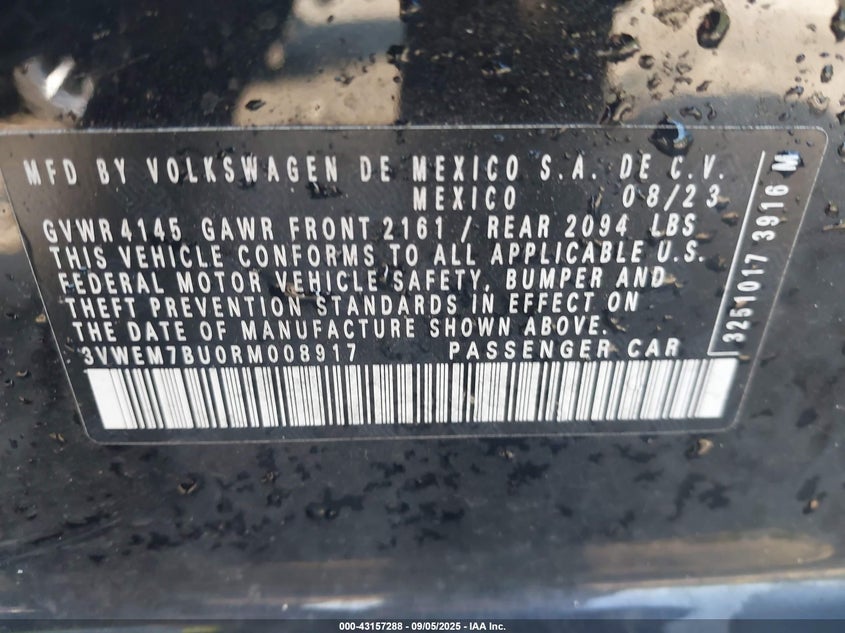 MFD BY VOLKSWAGEN DE MEXICO S.A. DE C.V.
MEXICO 08/23
GVWR 4145 GAWR FRONT 2161 / REAR 2094 LBS
THIS VEHICLE CONFORMS TO ALL APPLICABLE U.S.
FEDERAL MOTOR VEHICLE SAFETY, BUMPER AND
THEFT PREVENTION STANDARDS IN EFFECT ON
THE DATE OF MANUFACTURE SHOWN ABOVE.
3VWEM7BU0RM008917 PASSENGER CAR
3251017 3916 M
000-43157288 - 09/05/2025 - IAA Inc.